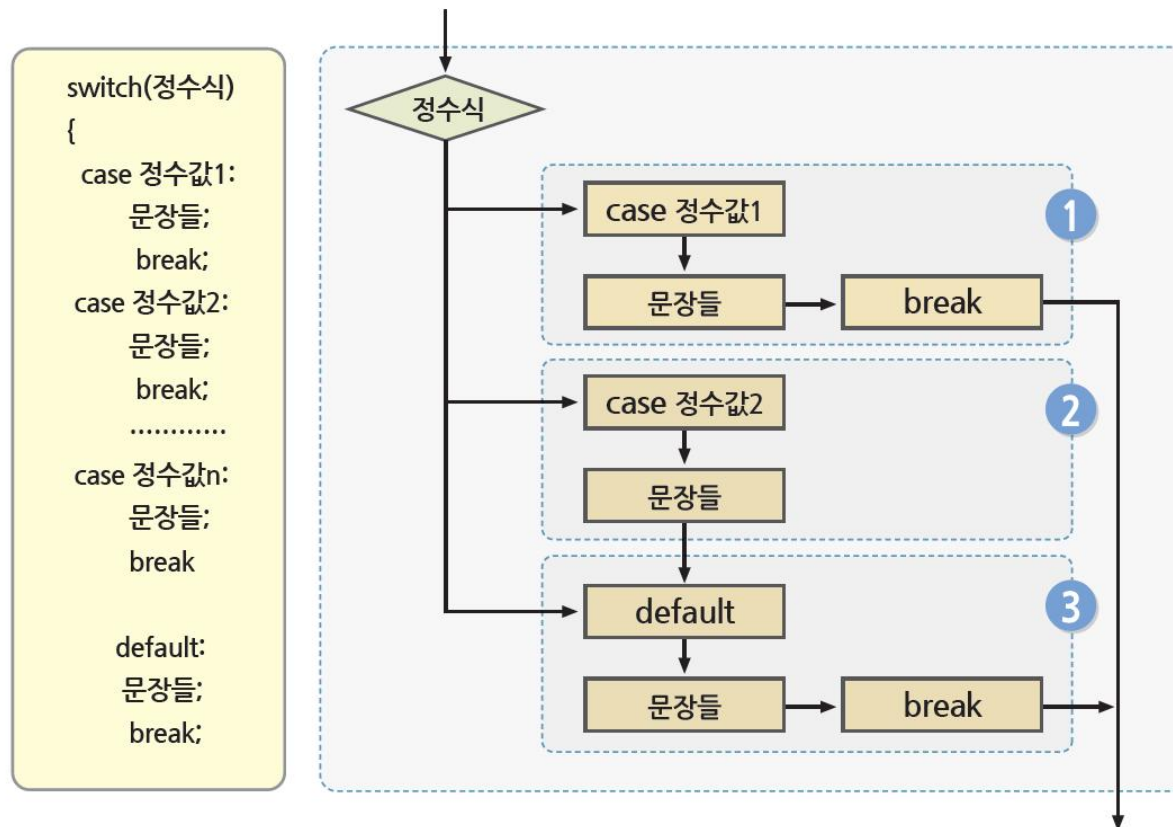 switch(정수식)
{
case 정수값1:
문장들;
break;
case 정수값2:
문장들;
break;
............
case 정수값n:
문장들;
break
default:
문장들;
break;
정수식
case 정수값1
1
문장들
break
case 정수값2
2
문장들
default
3
문장들
break